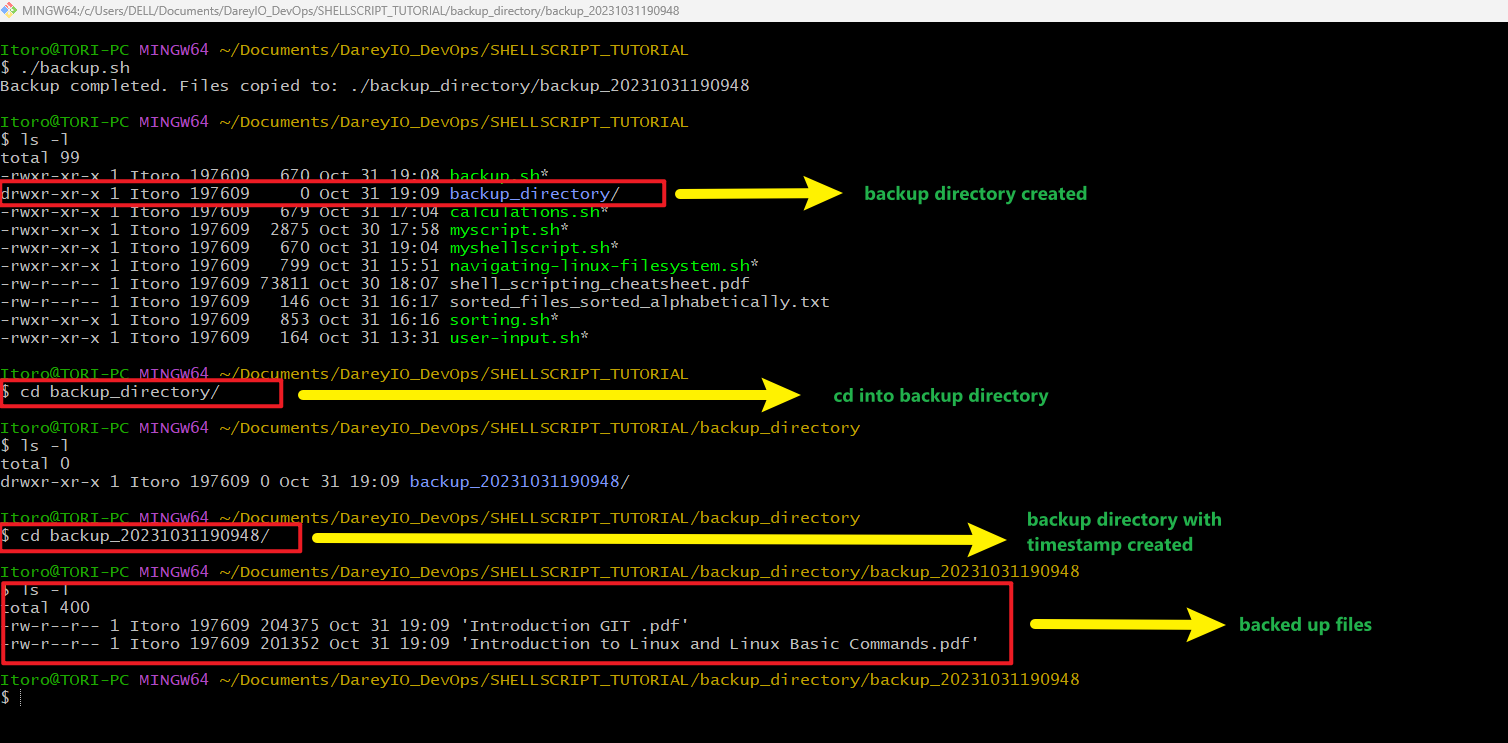 MINGW64:/c/Users/DELL/Documents/DareyIO_DevOps/SHELLSCRIPT_TUTORIAL/backup_directory/backup_20231031190948
Itoro@TORI-PC MINGW64 ~/Documents/DareyIO_DevOps/SHELLSCRIPT_TUTORIAL
$ ./backup.sh
Backup completed. Files copied to: ./backup_directory/backup_20231031190948
Itoro@TORI-PC MINGW64 ~/Documents/DareyIO_DevOps/SHELLSCRIPT_TUTORIAL
$ ls -l
total 99
-rwxr-xr-x 1 Itoro 197609   670 Oct 31 19:08 backup.sh*
drwxr-xr-x 1 Itoro 197609     0 Oct 31 19:09 backup_directory/
backup directory created
-rwxr-xr-x 1 Itoro 197609   679 Oct 31 17:04 calculations.sh*
-rwxr-xr-x 1 Itoro 197609  2875 Oct 30 17:58 myscript.sh*
-rwxr-xr-x 1 Itoro 197609   670 Oct 31 19:04 myshellscript.sh*
-rwxr-xr-x 1 Itoro 197609   799 Oct 31 15:51 navigating-linux-filesystem.sh*
-rw-r--r-- 1 Itoro 197609 73811 Oct 30 18:07 shell_scripting_cheatsheet.pdf
-rw-r--r-- 1 Itoro 197609   146 Oct 31 16:17 sorted_files_sorted_alphabetically.txt
-rwxr-xr-x 1 Itoro 197609   853 Oct 31 16:16 sorting.sh*
-rwxr-xr-x 1 Itoro 197609   164 Oct 31 13:31 user-input.sh*
Itoro@TORI-PC MINGW64 ~/Documents/DareyIO_DevOps/SHELLSCRIPT_TUTORIAL
$ cd backup_directory/
cd into backup directory
Itoro@TORI-PC MINGW64 ~/Documents/DareyIO_DevOps/SHELLSCRIPT_TUTORIAL/backup_directory
$ ls -l
total 0
drwxr-xr-x 1 Itoro 197609 0 Oct 31 19:09 backup_20231031190948/
Itoro@TORI-PC MINGW64 ~/Documents/DareyIO_DevOps/SHELLSCRIPT_TUTORIAL/backup_directory
$ cd backup_20231031190948/
backup directory with
timestamp created
Itoro@TORI-PC MINGW64 ~/Documents/DareyIO_DevOps/SHELLSCRIPT_TUTORIAL/backup_directory/backup_20231031190948
$ ls -l
total 400
-rw-r--r-- 1 Itoro 197609 204375 Oct 31 19:09 'Introduction GIT .pdf'
-rw-r--r-- 1 Itoro 197609 201352 Oct 31 19:09 'Introduction to Linux and Linux Basic Commands.pdf'
backed up files
Itoro@TORI-PC MINGW64 ~/Documents/DareyIO_DevOps/SHELLSCRIPT_TUTORIAL/backup_directory/backup_20231031190948
$